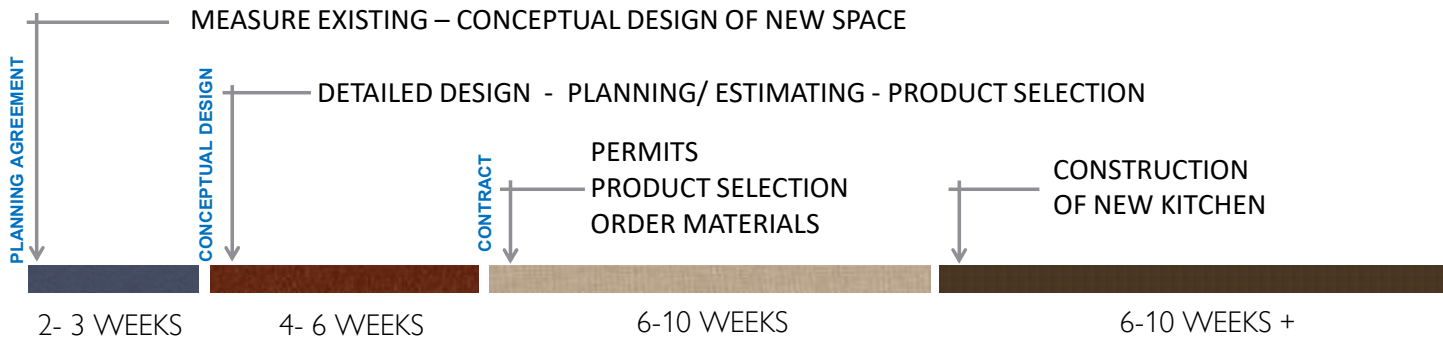 MEASURE EXISTING – CONCEPTUAL DESIGN OF NEW SPACE
PLANNING AGREEMENT
CONCEPTUAL DESIGN
DETAILED DESIGN - PLANNING/ ESTIMATING - PRODUCT SELECTION
CONTRACT
PERMITS
PRODUCT SELECTION
ORDER MATERIALS
CONSTRUCTION
OF NEW KITCHEN
2- 3 WEEKS
4- 6 WEEKS
6-10 WEEKS
6-10 WEEKS +